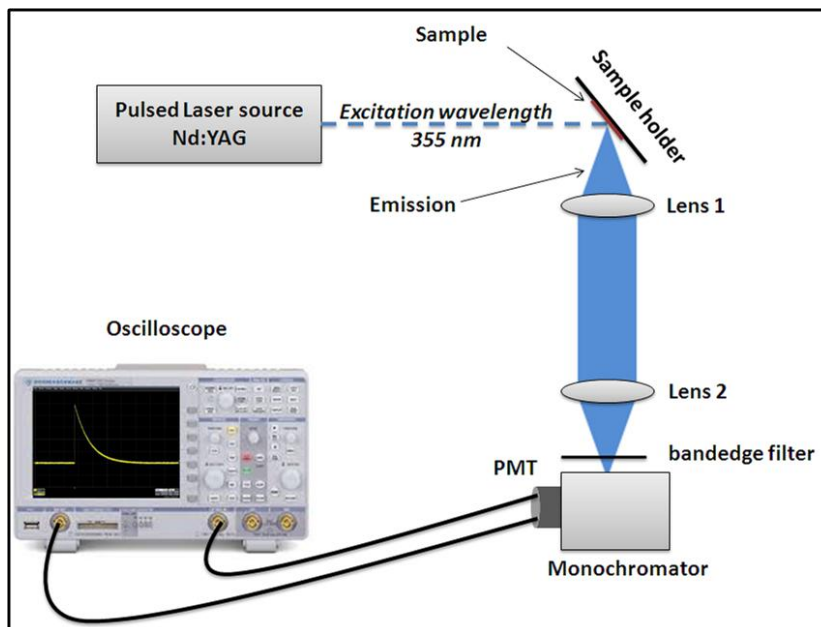 Sample
Sample holder
Pulsed Laser source
Nd:YAG
Excitation wavelength
355 nm
Emission
Lens 1
Oscilloscope
Lens 2
bandedge filter
PMT
Monochromator